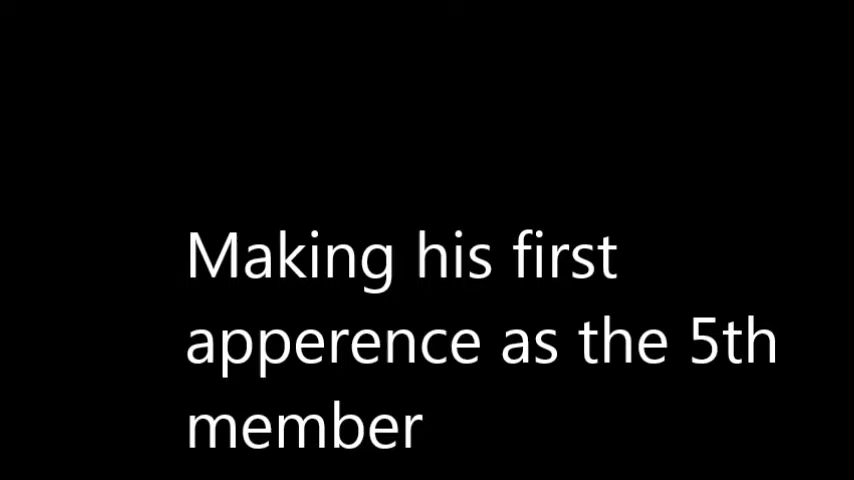 Making his first
apperence as the 5th
member